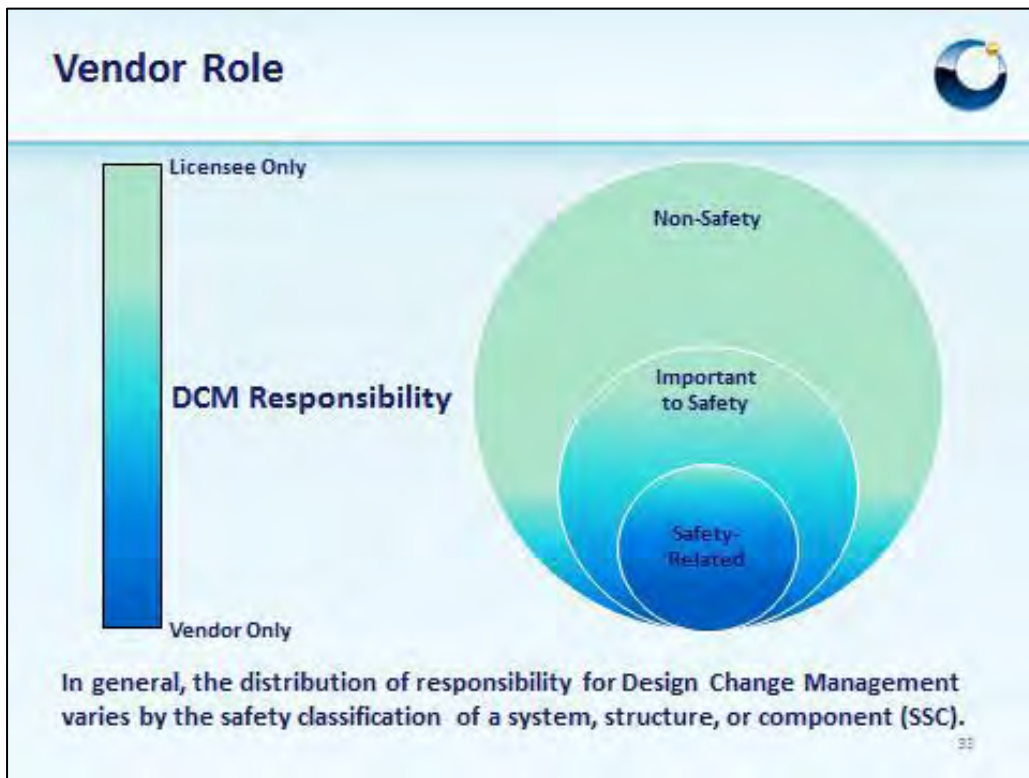 Vendor Role
Licensee Only
Non-Safety
Important
to Safety
DCM Responsibility
Safety-
Related
Vendor Only
In general, the distribution of responsibility for Design Change Management
varies by the safety classification of a system, structure, or component (SSC).
33